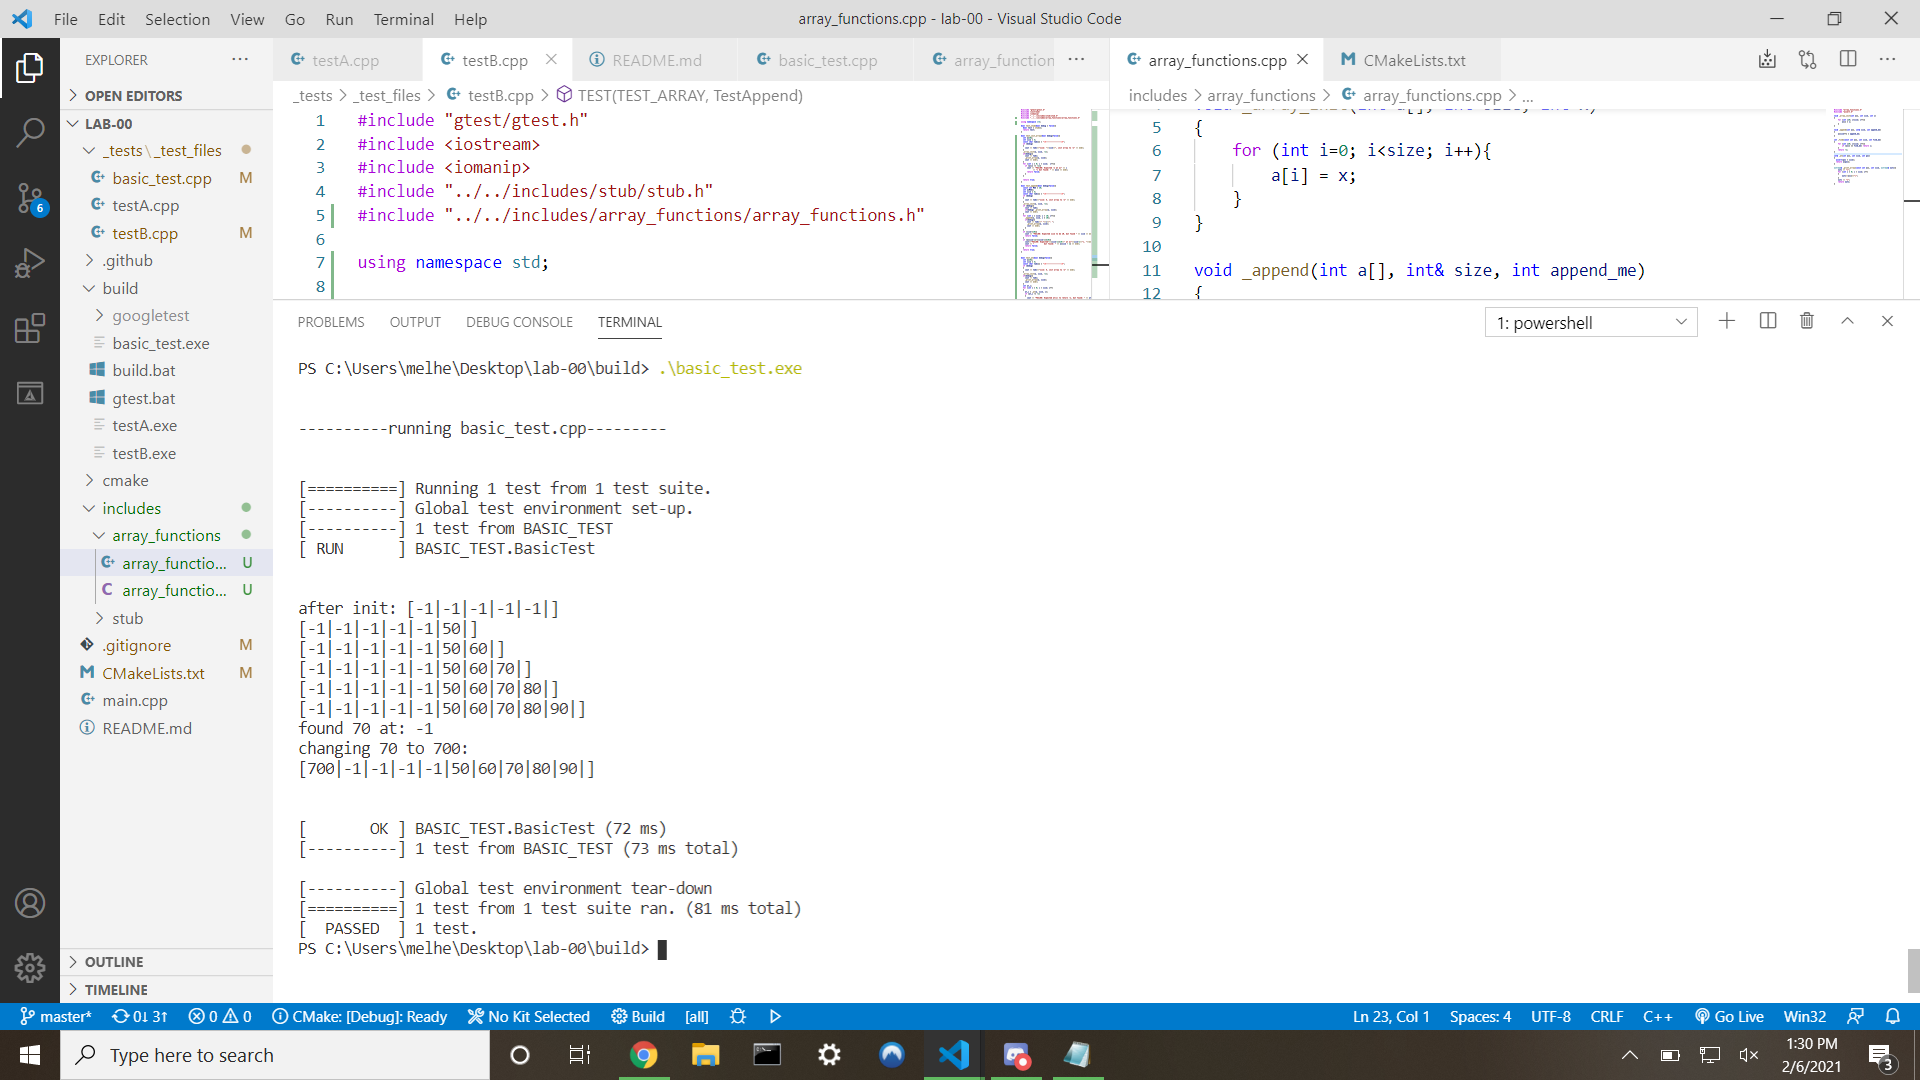 File Edit Selection View Go Run Terminal Help
array_functions.cpp - lab-00 - Visual Studio Code
EXPLORER
OPEN EDITORS
LAB-00
_tests\_test_files
basic_test.cpp M
testA.cpp
testB.cpp M
.github
build
googletest
basic_test.exe
build.bat
gtest.bat
testA.exe
testB.exe
cmake
includes
array_functions
array_functio... U
array_functio... U
stub
.gitignore M
CMakeLists.txt M
main.cpp
README.md
OUTLINE
TIMELINE
6
testA.cpp testB.cpp README.md basic_test.cpp array_function
_tests > _test_files > testB.cpp > TEST(TEST_ARRAY, TestAppend)
1 #include "gtest/gtest.h"
2 #include <iostream>
3 #include <iomanip>
4 #include "../../includes/stub/stub.h"
5 #include "../../includes/array_functions/array_functions.h"
6
7 using namespace std;
8
array_functions.cpp CMakeLists.txt
includes > array_functions > array_functions.cpp > ...
5 {
6 for (int i=0; i<size; i++){
7 a[i] = x;
8 }
9 }
10
11 void _append(int a[], int& size, int append_me)
12 {
PROBLEMS OUTPUT DEBUG CONSOLE TERMINAL
1: powershell
PS C:\Users\melhe\Desktop\lab-00\build> .\basic_test.exe
----------running basic_test.cpp---------
[==========] Running 1 test from 1 test suite.
[----------] Global test environment set-up.
[----------] 1 test from BASIC_TEST
[ RUN      ] BASIC_TEST.BasicTest
after init: [-1|-1|-1|-1|-1|]
[-1|-1|-1|-1|-1|50|]
[-1|-1|-1|-1|-1|50|60|]
[-1|-1|-1|-1|-1|50|60|70|]
[-1|-1|-1|-1|-1|50|60|70|80|]
[-1|-1|-1|-1|-1|50|60|70|80|90|]
found 70 at: -1
changing 70 to 700:
[700|-1|-1|-1|-1|50|60|70|80|90|]
[       OK ] BASIC_TEST.BasicTest (72 ms)
[----------] 1 test from BASIC_TEST (73 ms total)
[----------] Global test environment tear-down
[==========] 1 test from 1 test suite ran. (81 ms total)
[  PASSED  ] 1 test.
PS C:\Users\melhe\Desktop\lab-00\build>
master* 0↓ 3↑ 0 0 CMake: [Debug]: Ready No Kit Selected Build [all]
Ln 23, Col 1 Spaces: 4 UTF-8 CRLF C++ Go Live Win32
Type here to search
1:30 PM
2/6/2021
3